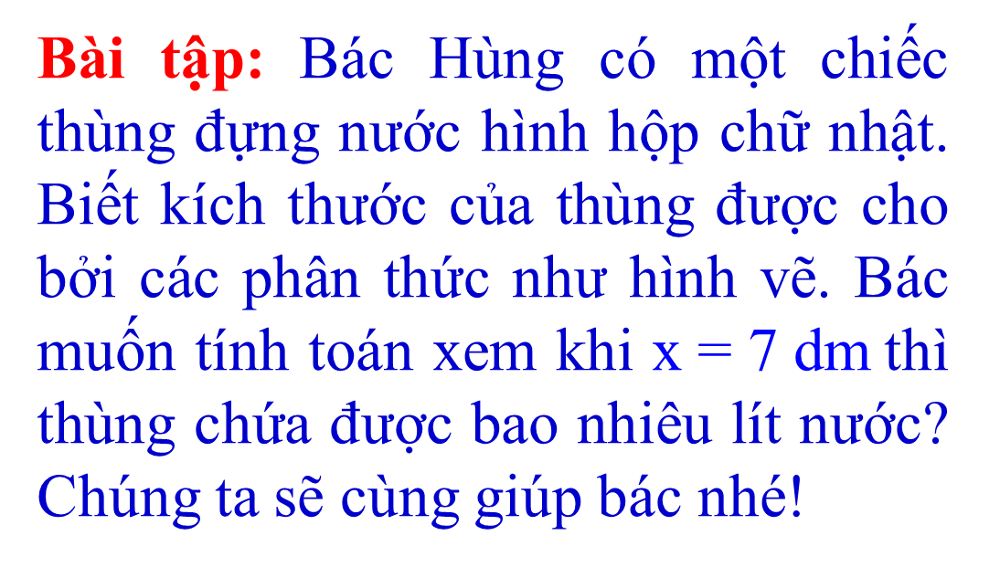 Bài tập: Bác Hùng có một chiếc
thùng đựng nước hình hộp chữ nhật.
Biết kích thước của thùng được cho
bởi các phân thức như hình vẽ. Bác
muốn tính toán xem khi x = 7 dm thì
thùng chứa được bao nhiêu lít nước?
Chúng ta sẽ cùng giúp bác nhé!